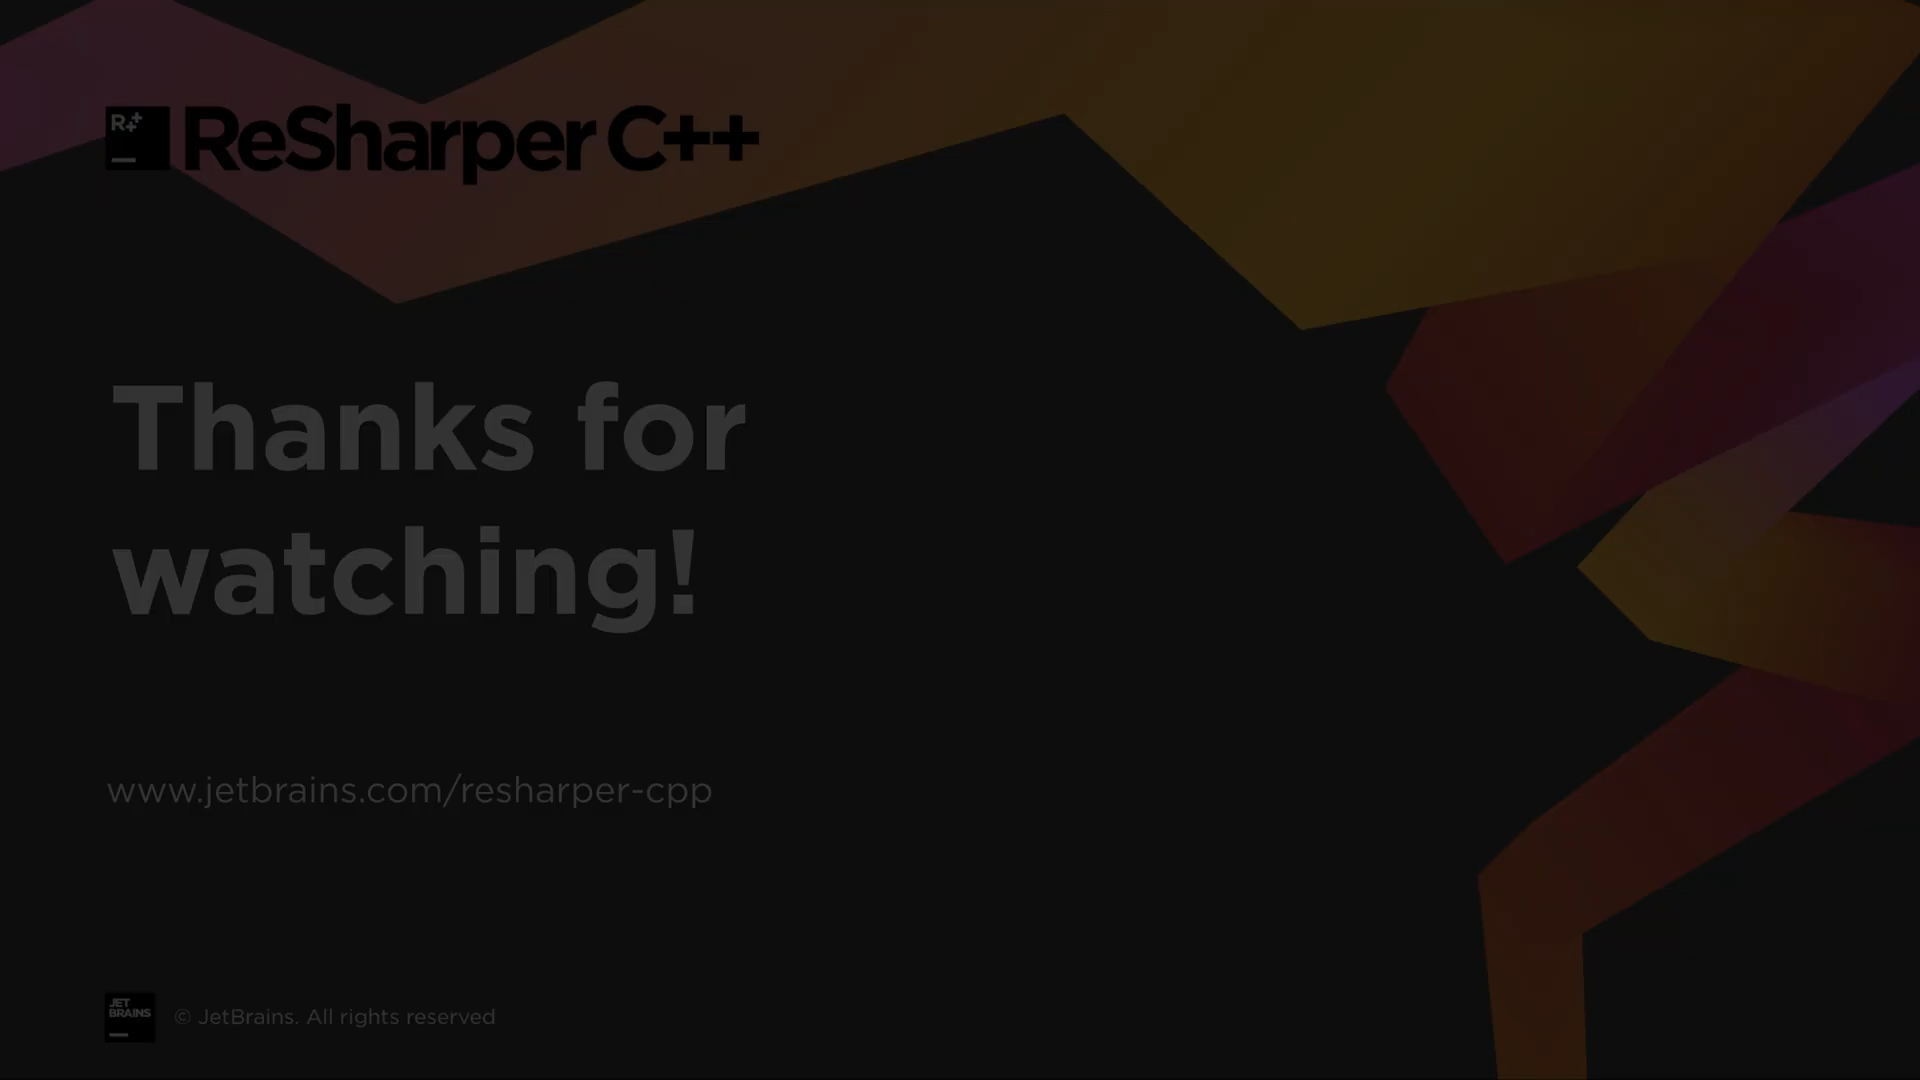 R++
ReSharper C++
Thanks for
watching!
www.jetbrains.com/resharper-cpp
JET
BRAINS
© JetBrains. All rights reserved